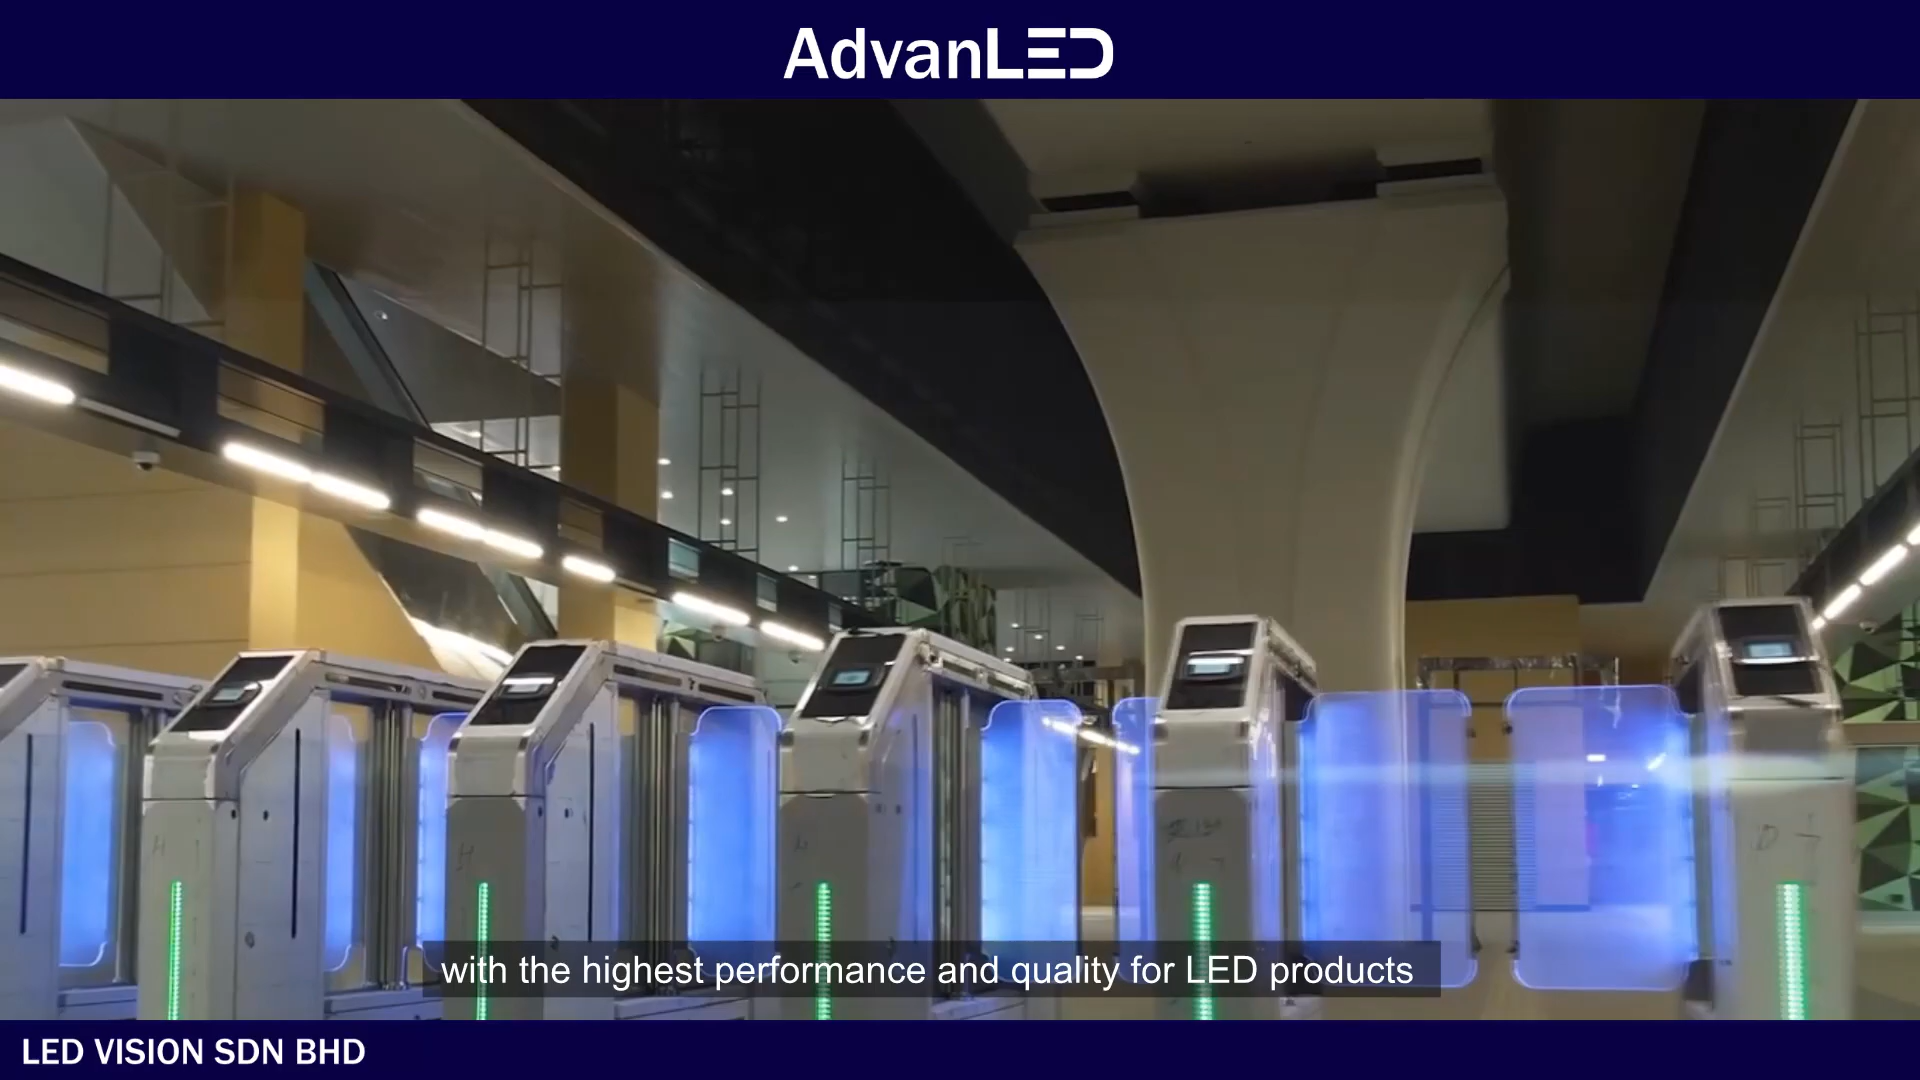 AdvanLED
with the highest performance and quality for LED products
LED VISION SDN BHD